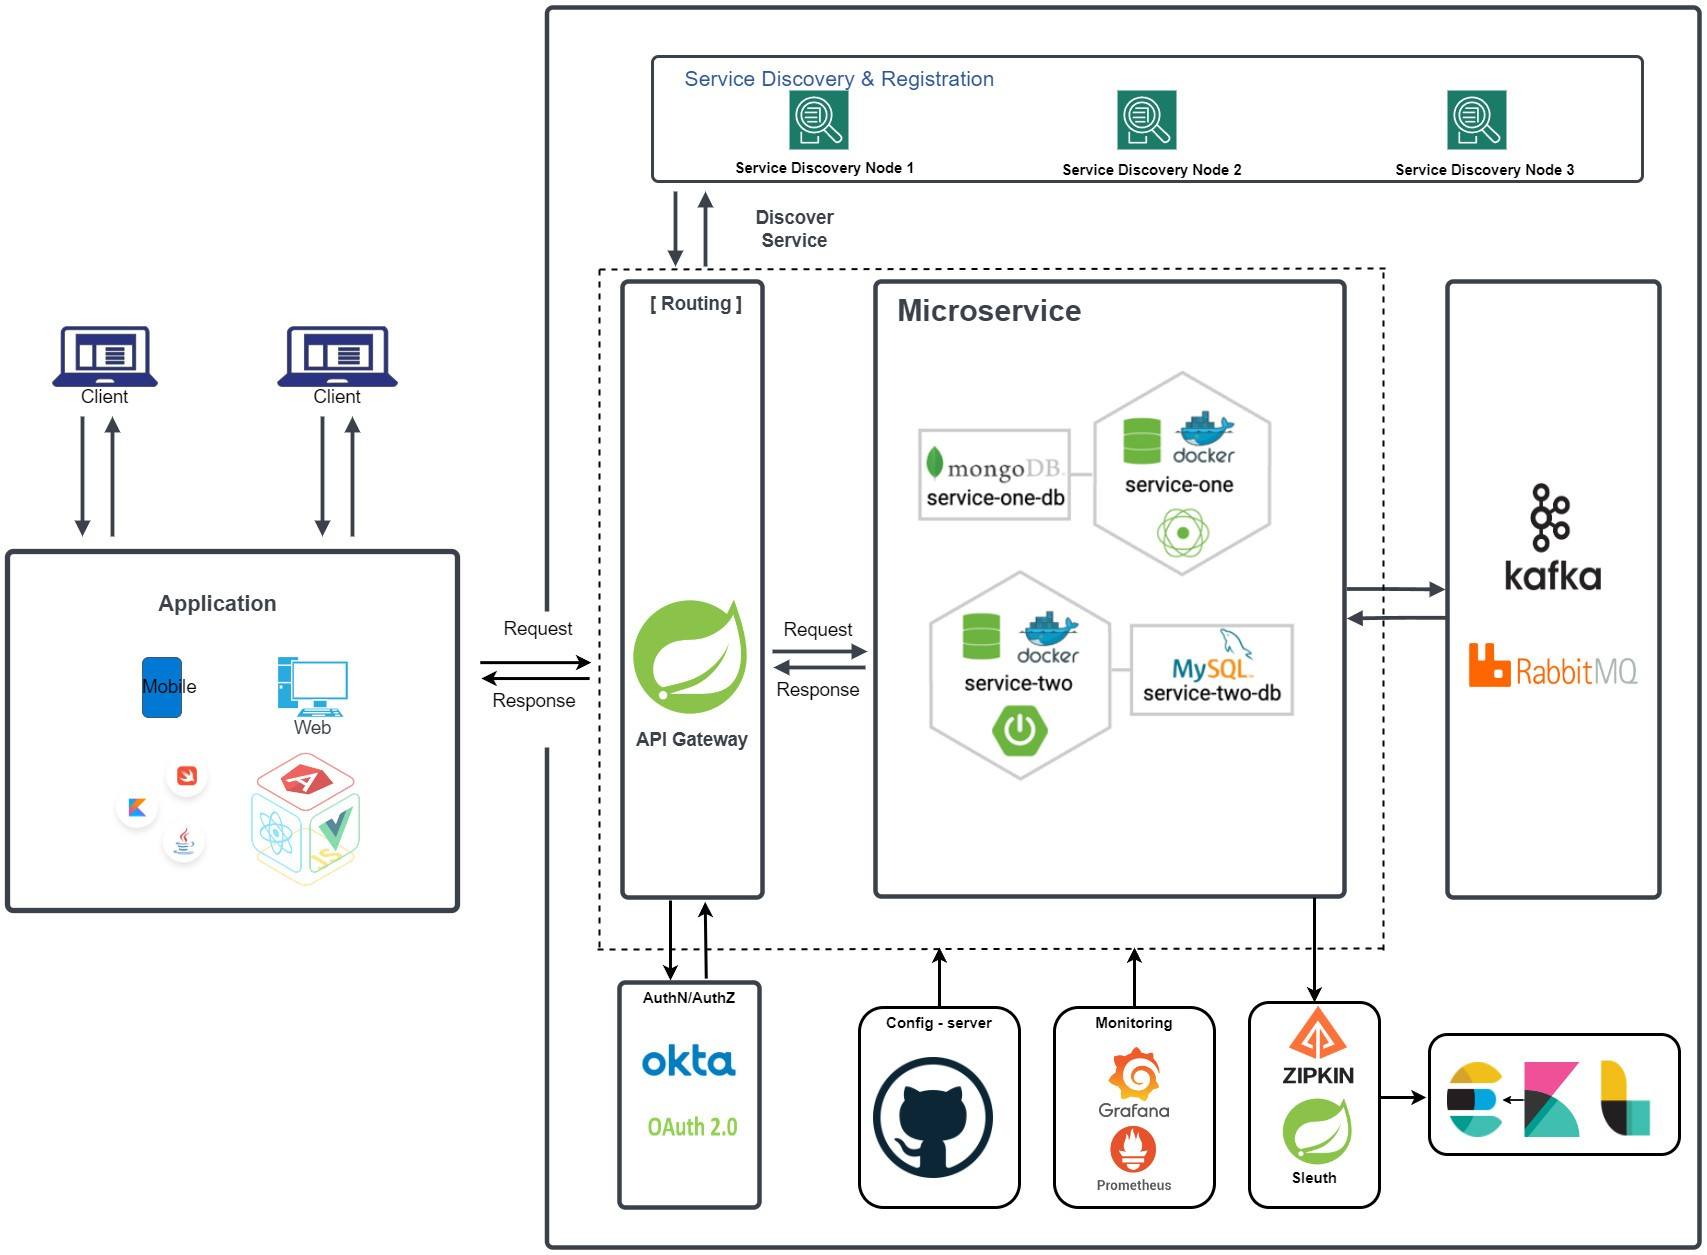 Service Discovery & Registration
Service Discovery Node 1
Service Discovery Node 2
Service Discovery Node 3
Discover
Service
[ Routing ]
Microservice
Client
Client
mongoDB
service-one-db
docker
service-one
kafka
Application
Request
Response
Request
Response
docker
service-two
MySQL
service-two-db
RabbitMQ
Mobile
Web
API Gateway
JS
AuthN/AuthZ
okta
OAuth 2.0
Config - server
Monitoring
Grafana
Prometheus
ZIPKIN
Sleuth